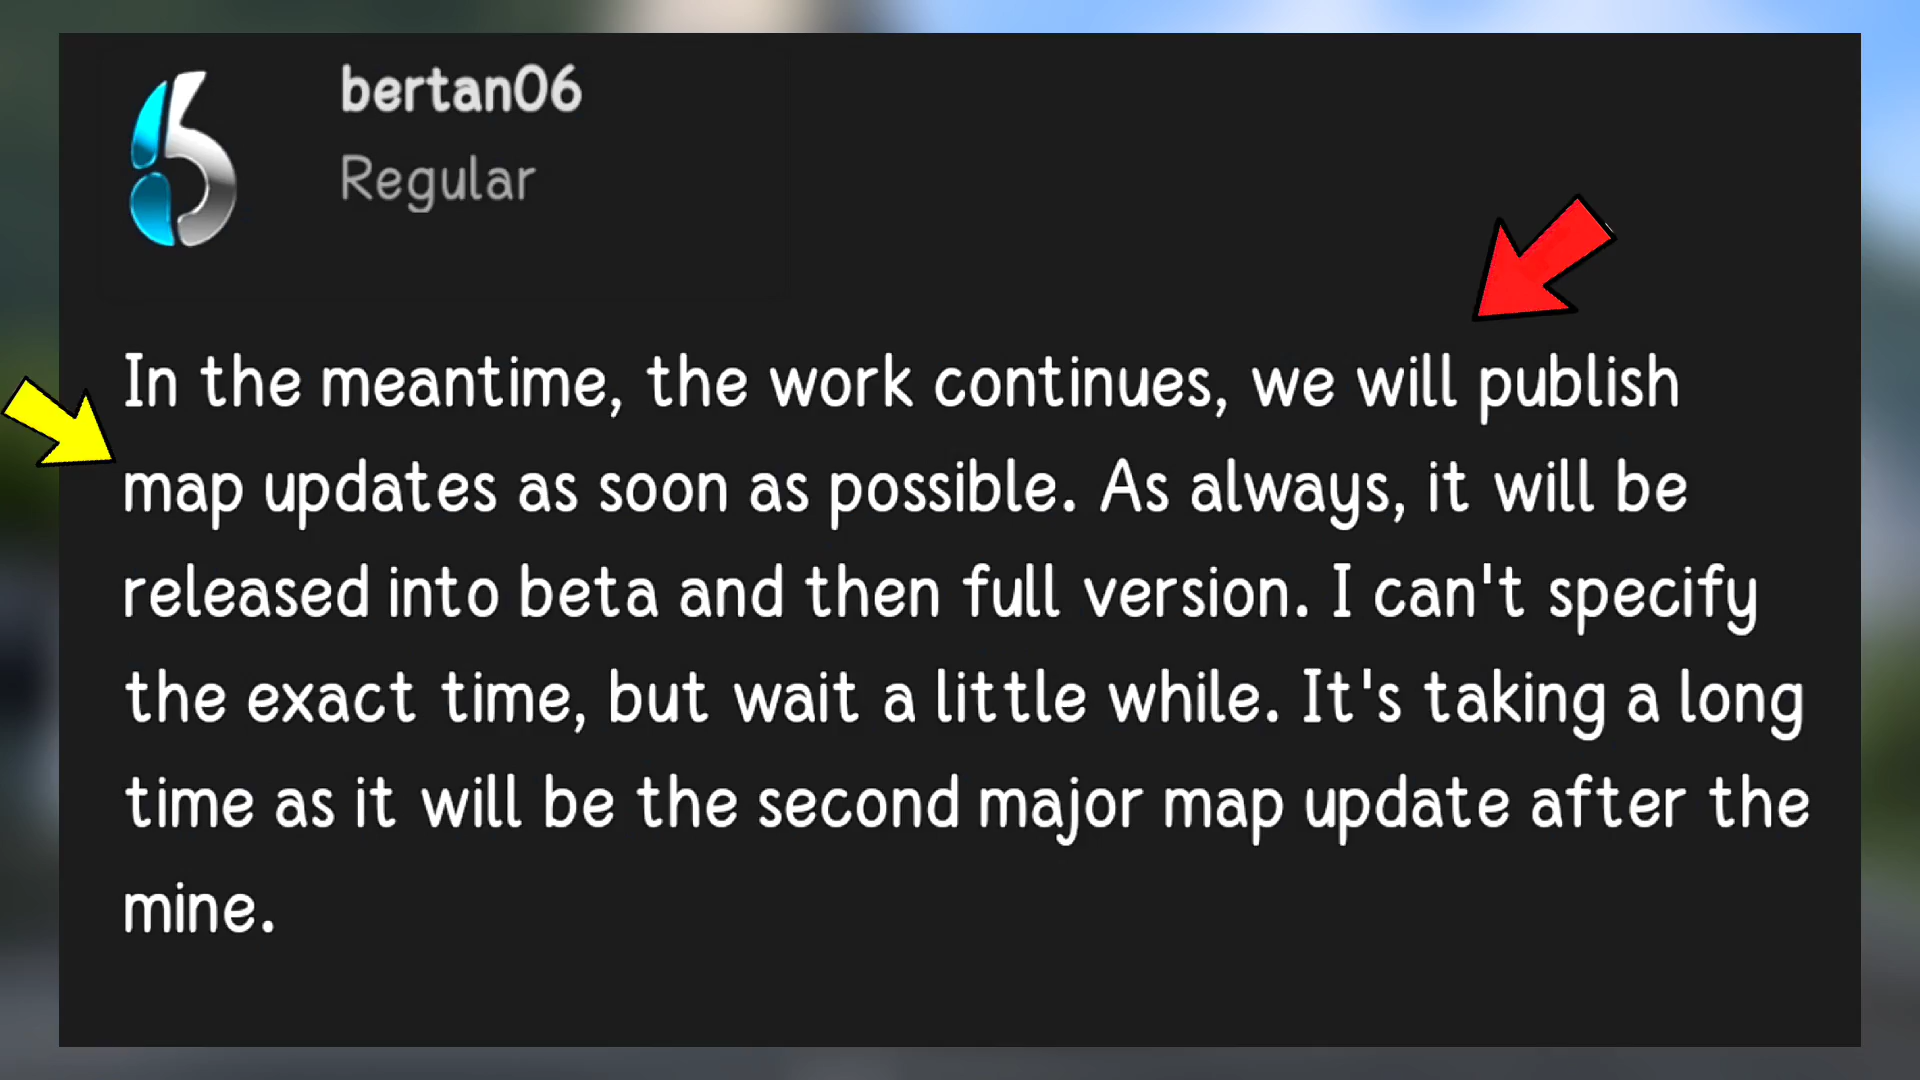 bertan06
Regular
In the meantime, the work continues, we will publish
map updates as soon as possible. As always, it will be
released into beta and then full version. I can't specify
the exact time, but wait a little while. It's taking a long
time as it will be the second major map update after the
mine.